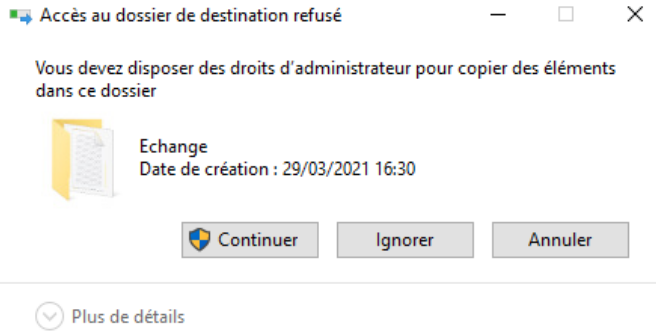 Accès au dossier de destination refusé
Vous devez disposer des droits d’administrateur pour copier des éléments
dans ce dossier
Echange
Date de création : 29/03/2021 16:30
Continuer
Ignorer
Annuler
Plus de détails